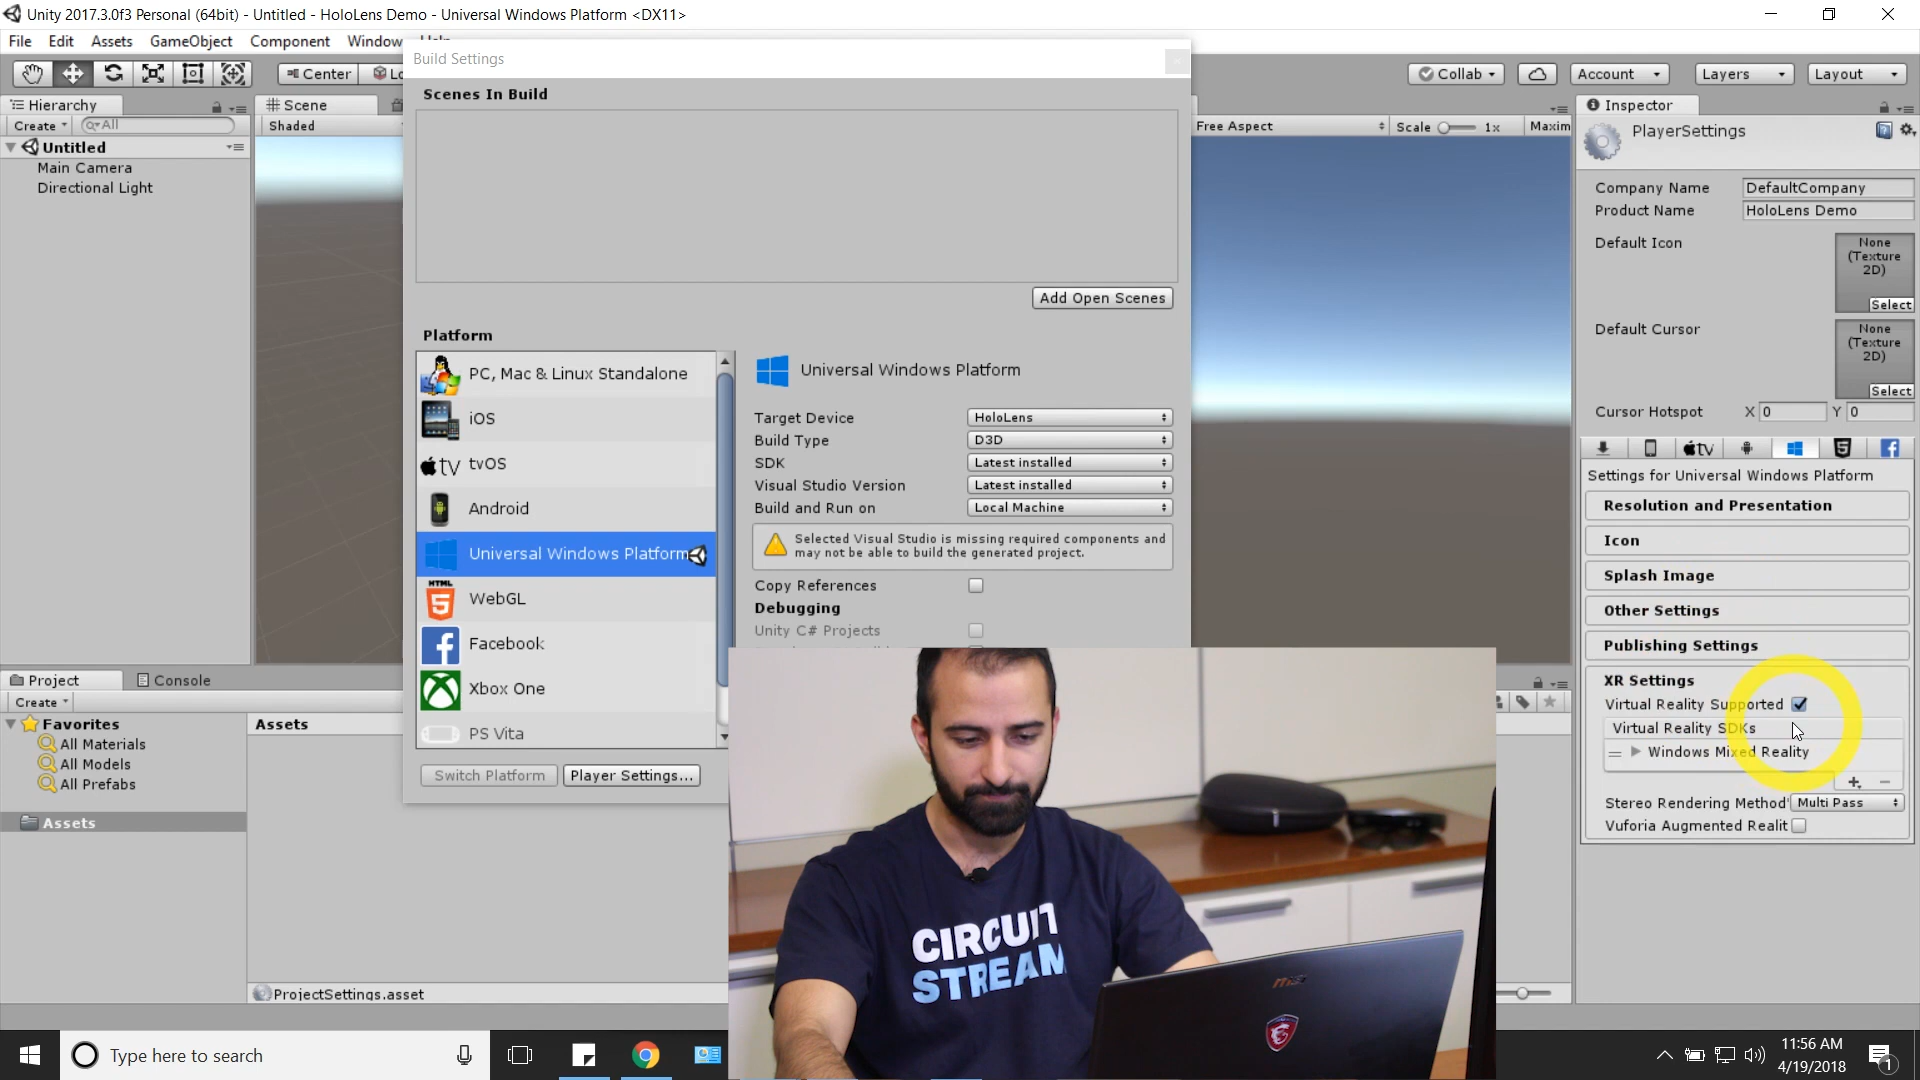 Unity 2017.3.0f3 Personal (64bit) - Untitled - HoloLens Demo - Universal Windows Platform <DX11>
File Edit Assets GameObject Component Window
Build Settings
Center
Collab Account Layers Layout
Hierarchy
Scene
Create All
Shaded
Untitled
Main Camera
Directional Light
Scenes In Build
Add Open Scenes
Platform
PC, Mac & Linux Standalone
iOS
tv tvOS
Android
Universal Windows Platform
HTML
5 WebGL
Facebook
Xbox One
PS Vita
Switch Platform Player Settings...
Universal Windows Platform
Target Device HoloLens
Build Type D3D
SDK Latest installed
Visual Studio Version Latest installed
Build and Run on Local Machine
Selected Visual Studio is missing required components and
may not be able to build the generated project.
Copy References
Debugging
Unity C# Projects
Free Aspect Scale 1x Maxim
Inspector
PlayerSettings
Company Name DefaultCompany
Product Name HoloLens Demo
Default Icon
None
(Texture
2D)
Select
Default Cursor
None
(Texture
2D)
Select
Cursor Hotspot X 0 Y 0
tv
Settings for Universal Windows Platform
Resolution and Presentation
Icon
Splash Image
Other Settings
Publishing Settings
XR Settings
Virtual Reality Supported
Virtual Reality SDKs
Windows Mixed Reality
Stereo Rendering Method* Multi Pass
Vuforia Augmented Realit
Project Console
Create
Favorites
All Materials
All Models
All Prefabs
Assets
Assets
ProjectSettings.asset
CIRCUIT
STREAM
msi
Type here to search
11:56 AM
4/19/2018
1